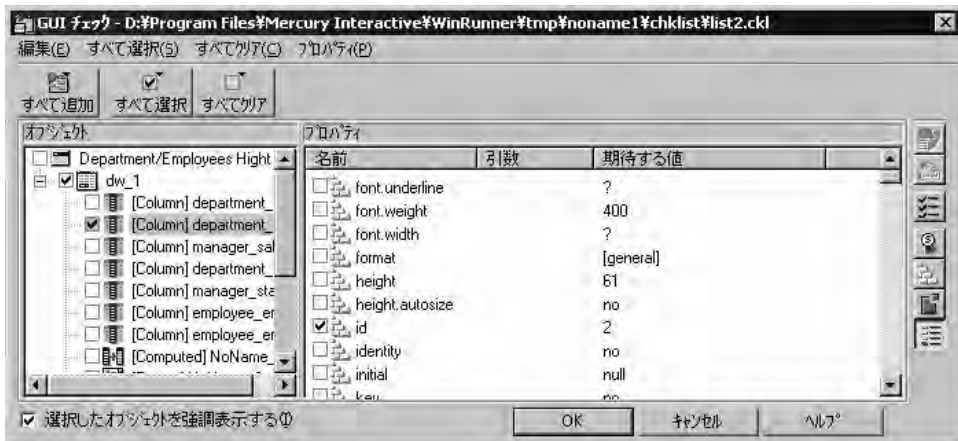 GUI ﾁｪｯｸ - D:¥Program Files¥Mercury Interactive¥WinRunner¥tmp¥noname1¥chklist¥list2.ckl
編集(E) すべて選択(S) すべてｸﾘｱ(C) ﾌﾟﾛﾊﾟﾃｨ(P)
すべて追加 すべて選択 すべてｸﾘｱ
ｵﾌﾞｼﾞｪｸﾄ
Department/Employees Hight
dw_1
[Column] department_
[Column] department_
[Column] manager_sal
[Column] department_
[Column] manager_sta
[Column] employee_er
[Column] employee_er
[Computed] NoName_
ﾌﾟﾛﾊﾟﾃｨ
名前 引数 期待する値
font.underline ?
font.weight 400
font.width ?
format [general]
height 61
height.autosize no
id 2
identity no
initial null
key no
選択したｵﾌﾞｼﾞｪｸﾄを強調表示する(I)
OK ｷｬﾝｾﾙ ﾍﾙﾌﾟ